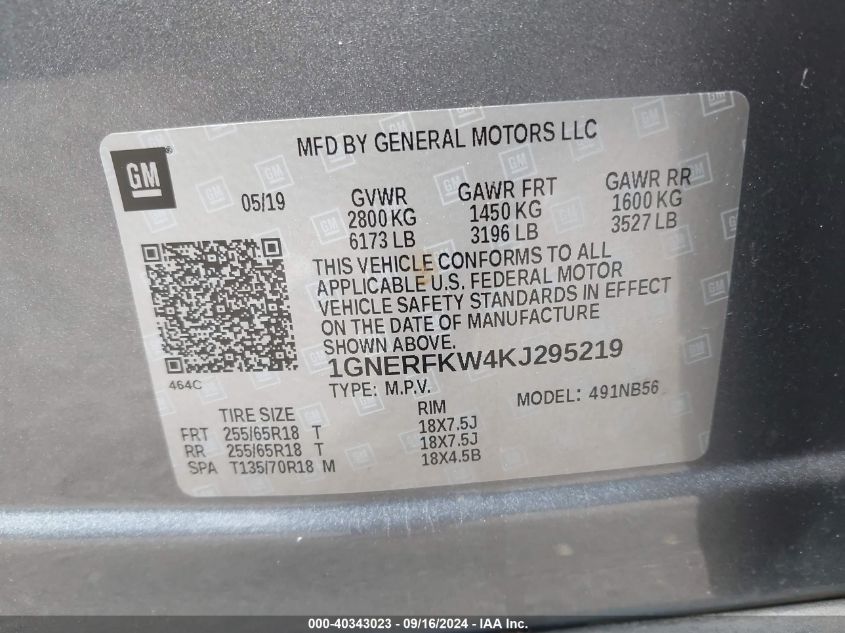 MFD BY GENERAL MOTORS LLC
GM
05/19
GVWR
2800 KG
6173 LB
GAWR FRT
1450 KG
3196 LB
GAWR RR
1600 KG
3527 LB
THIS VEHICLE CONFORMS TO ALL
APPLICABLE U.S. FEDERAL MOTOR
VEHICLE SAFETY STANDARDS IN EFFECT
ON THE DATE OF MANUFACTURE
SHOWN ABOVE.
464C
1GNERFKW4KJ295219
TYPE: M.P.V.
MODEL: 491NB56
TIRE SIZE
RIM
FRT 255/65R18 T 18X7.5J
RR 255/65R18 T 18X7.5J
SPA T135/70R18 M 18X4.5B
000-40343023 - 09/16/2024 - IAA Inc.